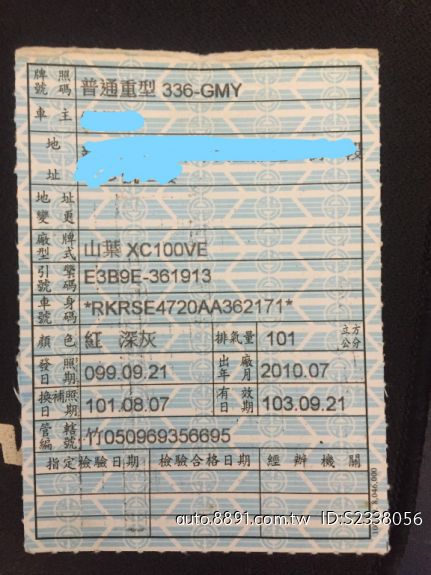 牌照號碼 普通重型 336-GMY
車主
地址
地址變更
廠牌型式 山葉 XC100VE
引擎號碼 E3B9E-361913
車身號碼 *RKRSE4720AA362171*
顏色 紅 深灰 排氣量 101 立方公分
發照日期 099.09.21 出廠年月 2010.07
換補照日期 101.08.07 有效日期 103.09.21
管轄編號 竹050969356695
指定檢驗日期 檢驗合格日期 經辦機關
auto.8891.com.tw ID:S2338056